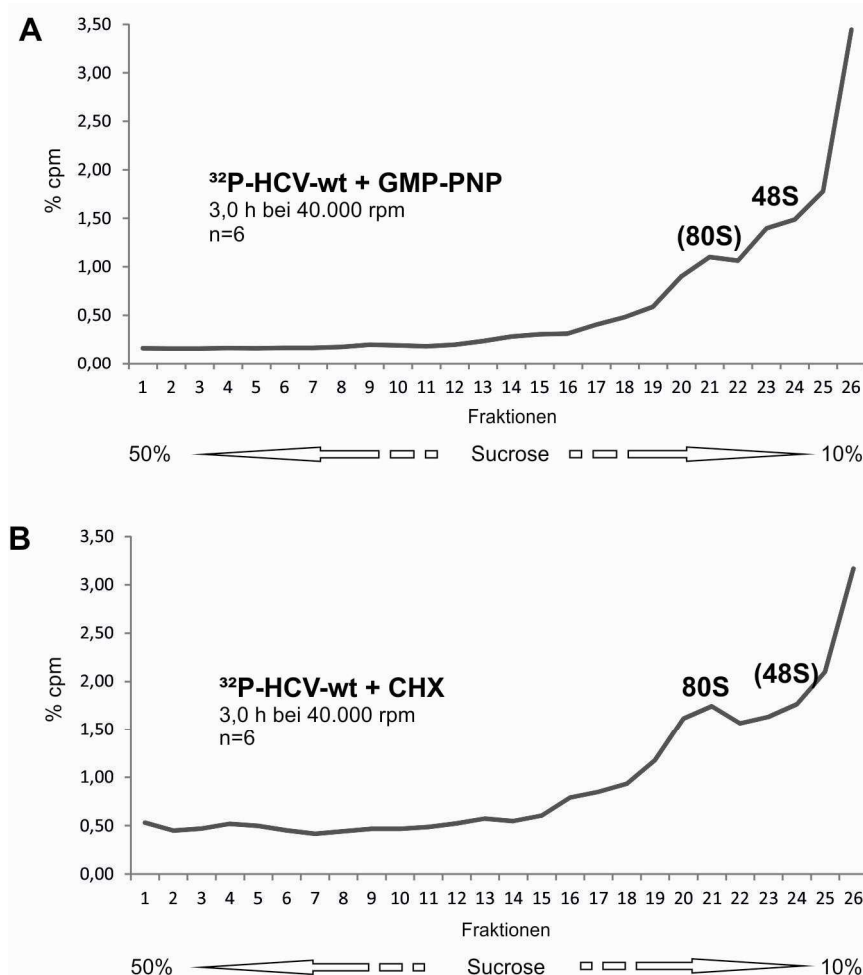 A
3,50
3,00
2,50
2,00
1,50
1,00
0,50
0,00
% cpm
³²P-HCV-wt + GMP-PNP
3,0 h bei 40.000 rpm
n=6
(80S)
48S
1 2 3 4 5 6 7 8 9 10 11 12 13 14 15 16 17 18 19 20 21 22 23 24 25 26
Fraktionen
50% Sucrose 10%
B
3,50
3,00
2,50
2,00
1,50
1,00
0,50
0,00
% cpm
³²P-HCV-wt + CHX
3,0 h bei 40.000 rpm
n=6
80S
(48S)
1 2 3 4 5 6 7 8 9 10 11 12 13 14 15 16 17 18 19 20 21 22 23 24 25 26
Fraktionen
50% Sucrose 10%